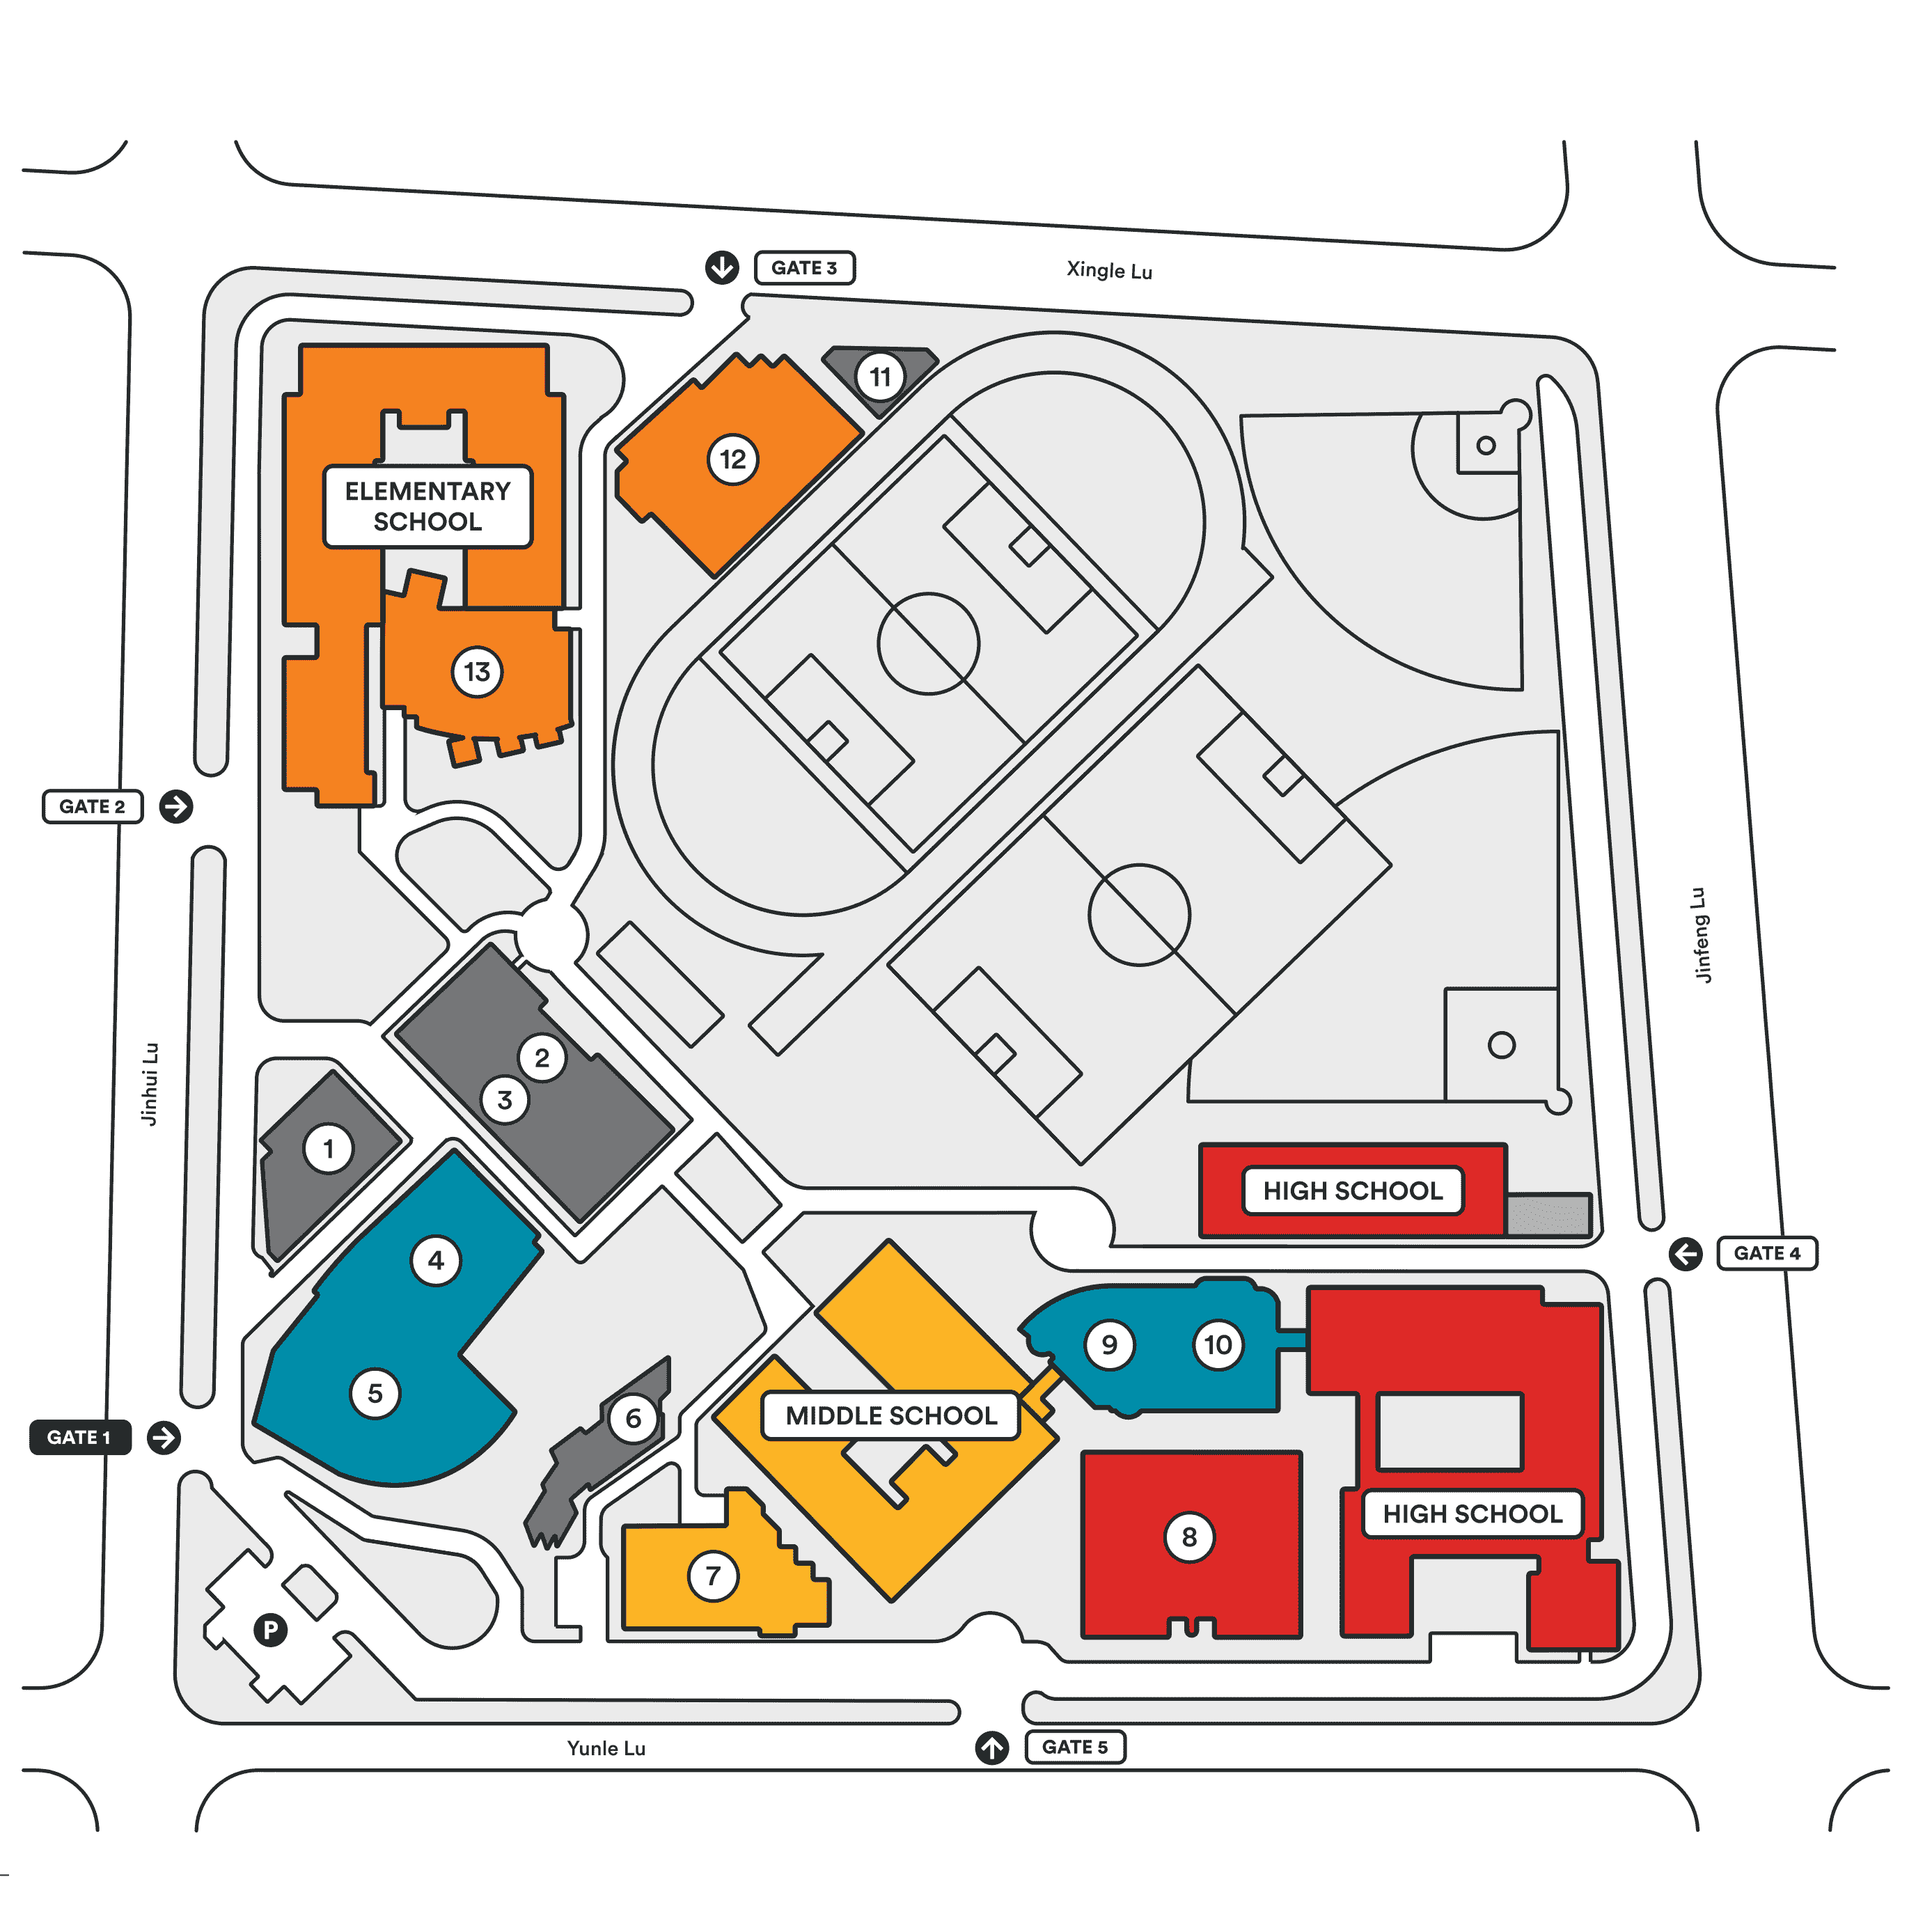 GATE 3
Xingle Lu
11
12
ELEMENTARY
SCHOOL
13
GATE 2
Jinfeng Lu
Jinhui Lu
2
3
1
HIGH SCHOOL
4
GATE 4
9
10
5
6
MIDDLE SCHOOL
GATE 1
HIGH SCHOOL
8
7
P
Yunle Lu
GATE 5